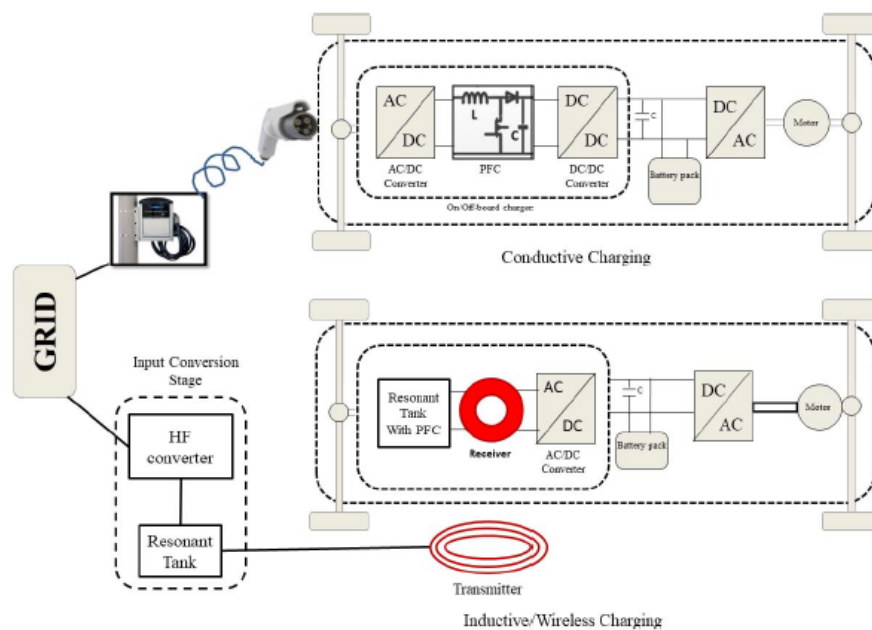 AC
DC
AC/DC
Converter
L
C
PFC
DC
DC
DC/DC
Converter
On/Off-board charger
C
Battery pack
DC
AC
Motor
Conductive Charging
GRID
Input Conversion
Stage
HF
converter
Resonant
Tank
Resonant
Tank
With PFC
Receiver
AC
DC
AC/DC
Converter
C
Battery pack
DC
AC
Motor
Transmitter
Inductive/Wireless Charging